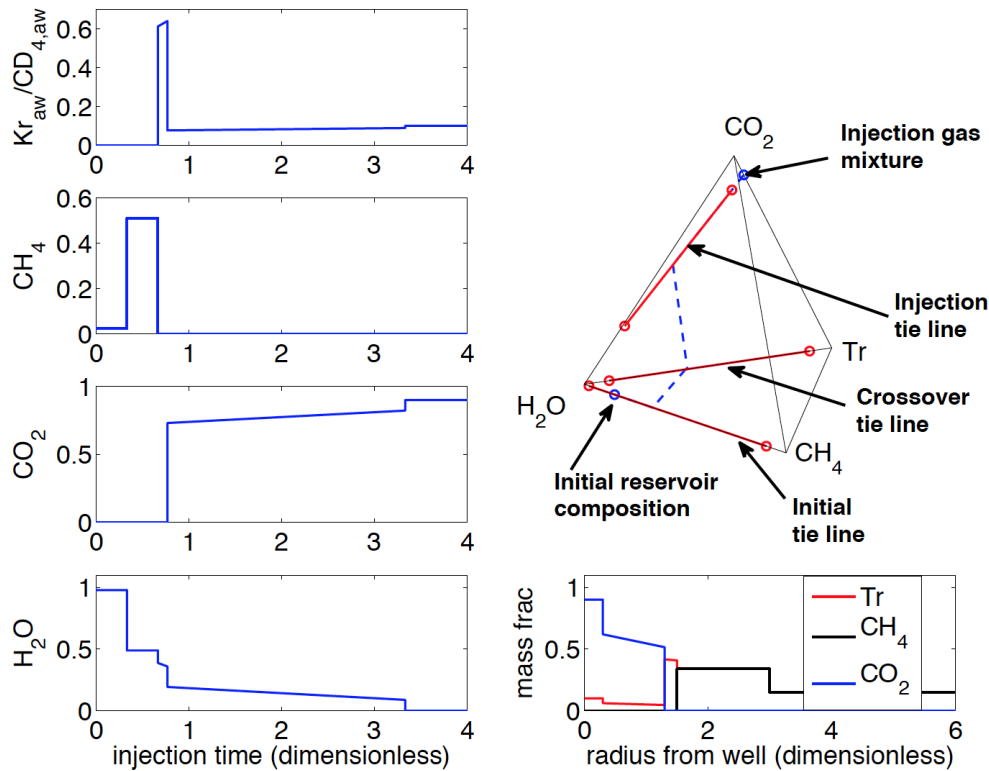 Kr_aw/CD_4,aw
0.6
0.4
0.2
0
0 1 2 3 4
CH_4
0.6
0.4
0.2
0
0 1 2 3 4
CO_2
1
0.5
0
0 1 2 3 4
H_2O
1
0.5
0
0 1 2 3 4
injection time (dimensionless)
CO_2
Injection gas
mixture
Injection
tie line
Tr
H_2O
Crossover
tie line
CH_4
Initial reservoir
composition
Initial
tie line
mass frac
1
0.5
0
0 2 4 6
Tr
CH_4
CO_2
radius from well (dimensionless)